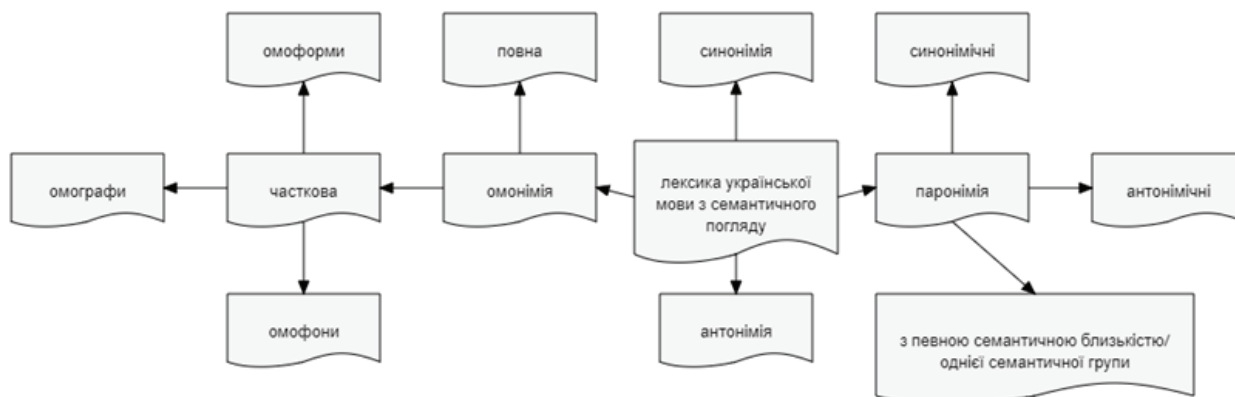 омоформи
повна
синонімія
синонімічні
омографи
часткова
омонімія
лексика української
мови з семантичного
погляду
паронімія
антонімічні
омофони
антонімія
з певною семантичною близькістю/
однієї семантичної групи